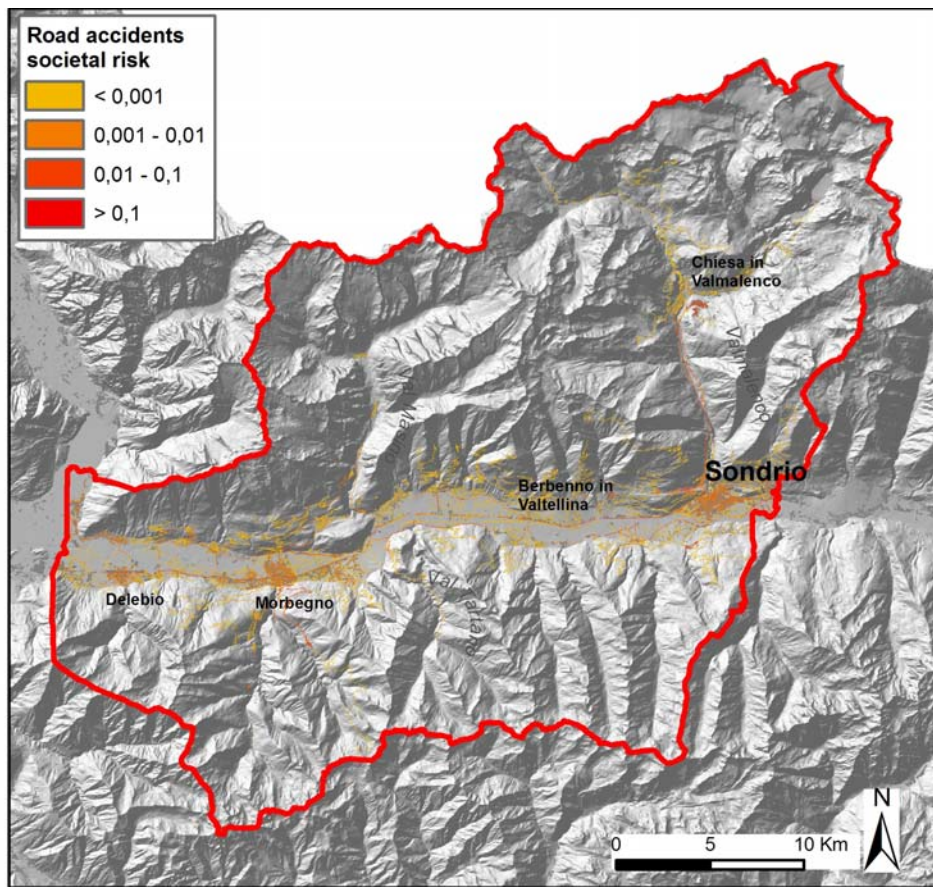 Road accidents
societal risk
< 0,001
0,001 - 0,01
0,01 - 0,1
> 0,1
Chiesa in
Valmalenco
Valmalenco
Sondrio
Berbenno in
Valtellina
Delebio
Morbegno
N
0 5 10 Km